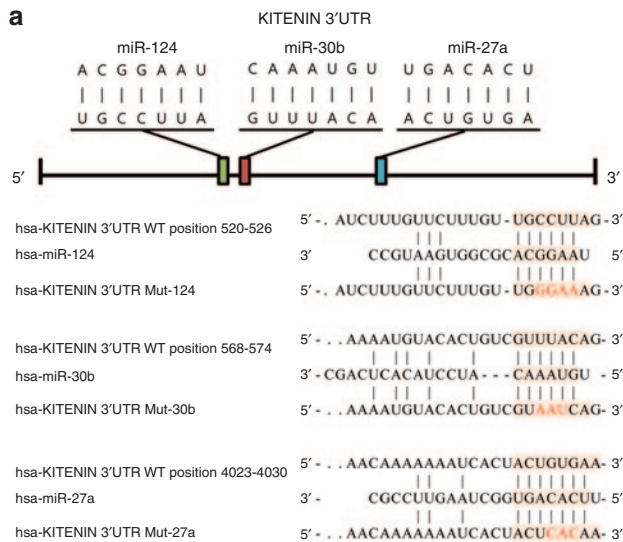 a
KITENIN 3′UTR
miR-124 miR-30b miR-27a
A C G G A A U C A A A U G U U G A C A C U
U G C C U U A G U U U A C A A C U G U G A
5′ 3′
hsa-KITENIN 3′UTR WT position 520-526 5′-. AUCUUUGUUCUUUGU-UGCCUUAG-3′
hsa-miR-124 3′ CCGUAAGUGGCGCACGGAAU 5′
hsa-KITENIN 3′UTR Mut-124 5′-. AUCUUUGUUCUUUGU-UGGGAAAG-3′
hsa-KITENIN 3′UTR WT position 568-574 5′-. . AAAAUGUACACUGUCGUUUACAG-3′
hsa-miR-30b 3′-CGACUCACAUCCUA---CAAAUGU -5′
hsa-KITENIN 3′UTR Mut-30b 5′-. . AAAAUGUACACUGUCGUAAUCAG-3′
hsa-KITENIN 3′UTR WT position 4023-4030 5′-. . AACAAAAAAAUCACUACUGUGAA-3′
hsa-miR-27a 3′- CGCCUUGAAUCGGUGACACUU-5′
hsa-KITENIN 3′UTR Mut-27a 5′-. . AACAAAAAAAUCACUACUCACAA-3′